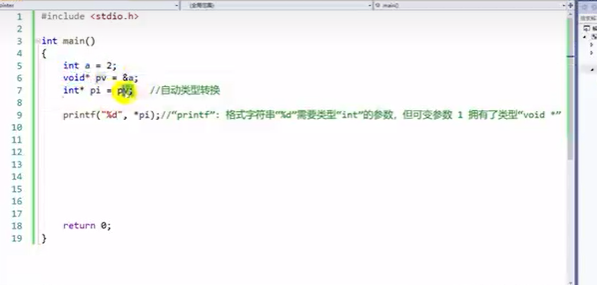 (全局范围)
main()
1 #include <stdio.h>
2
3 int main()
4 {
5 int a = 2;
6 void* pv = &a;
7 int* pi = pv; //自动类型转换
8
9 printf("%d", *pi);//“printf”: 格式字符串“%d”需要类型“int”的参数，但可变参数 1 拥有了类型“void *”
10
11
12
13
14
15
16
17
18 return 0;
19 }